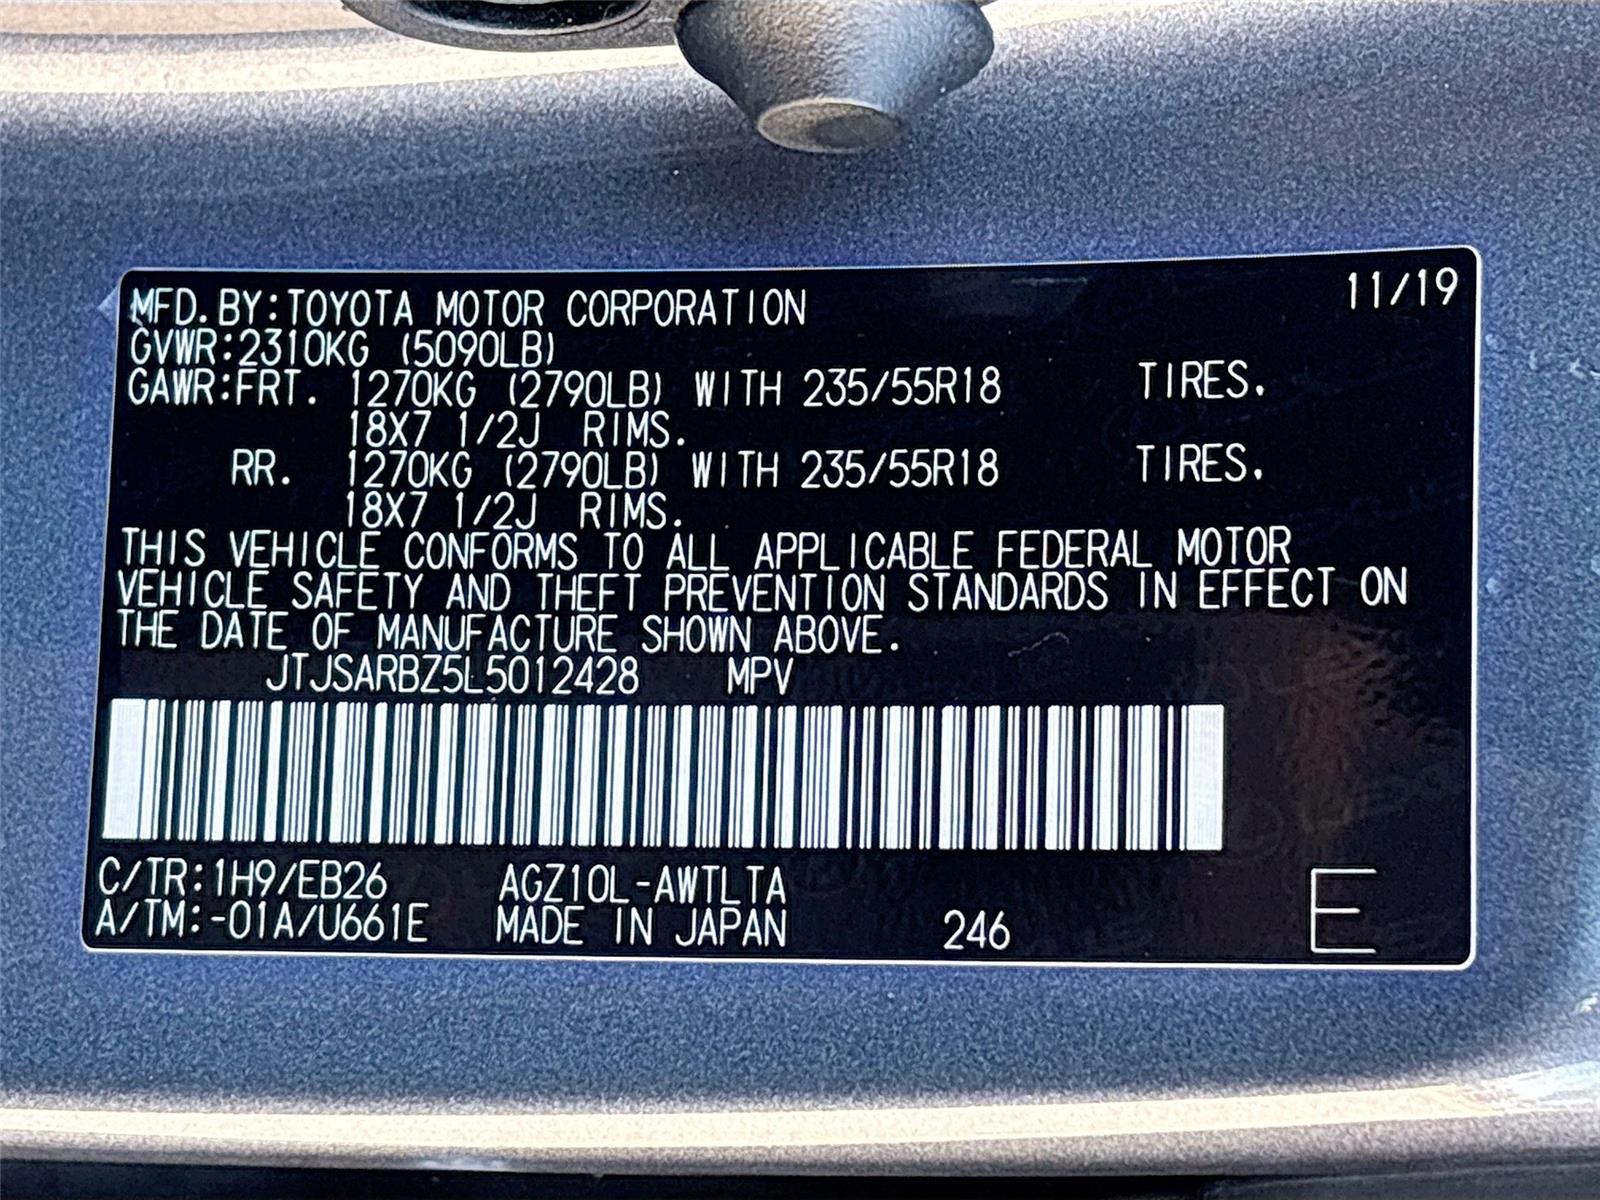 11/19
MFD.BY:TOYOTA MOTOR CORPORATION
GVWR:2310KG (5090LB)
GAWR:FRT. 1270KG (2790LB) WITH 235/55R18 TIRES.
18X7 1/2J RIMS.
RR. 1270KG (2790LB) WITH 235/55R18 TIRES.
18X7 1/2J RIMS.
THIS VEHICLE CONFORMS TO ALL APPLICABLE FEDERAL MOTOR
VEHICLE SAFETY AND THEFT PREVENTION STANDARDS IN EFFECT ON
THE DATE OF MANUFACTURE SHOWN ABOVE.
JTJSARBZ5L5012428 MPV
C/TR:1H9/EB26 AGZ10L-AWTLTA
A/TM:-01A/U661E MADE IN JAPAN 246 E